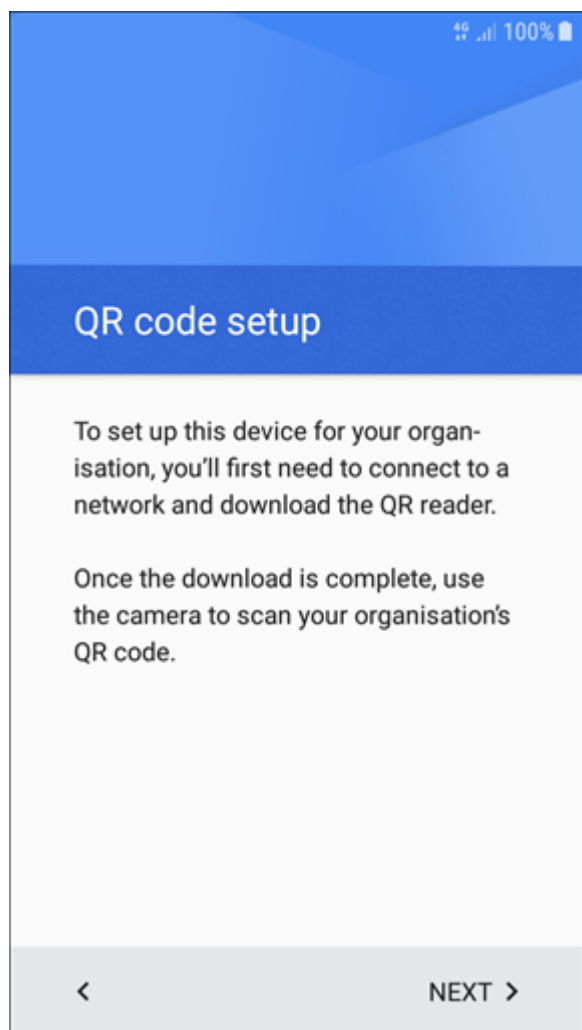 4G 100%
QR code setup
To set up this device for your organ-
isation, you'll first need to connect to a
network and download the QR reader.
Once the download is complete, use
the camera to scan your organisation's
QR code.
NEXT